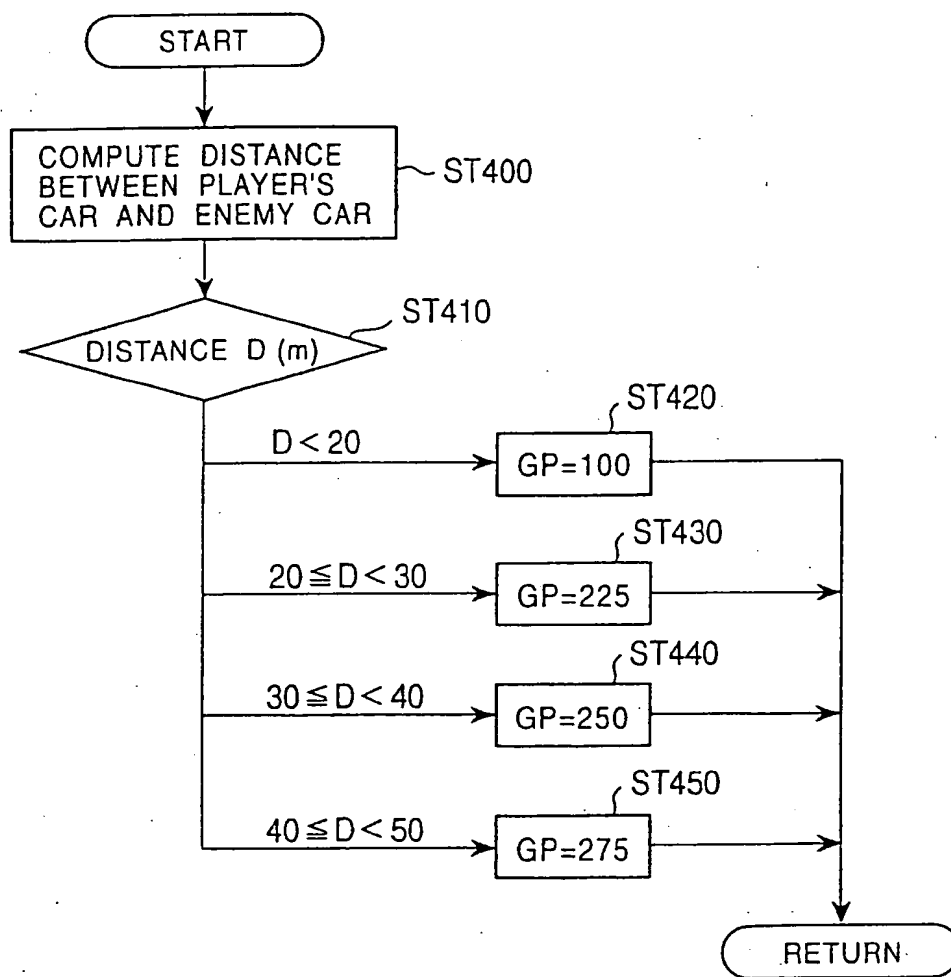 START
COMPUTE DISTANCE
BETWEEN PLAYER'S
CAR AND ENEMY CAR
ST400
ST410
DISTANCE D (m)
ST420
D < 20
GP=100
ST430
20 ≦ D < 30
GP=225
ST440
30 ≦ D < 40
GP=250
ST450
40 ≦ D < 50
GP=275
RETURN